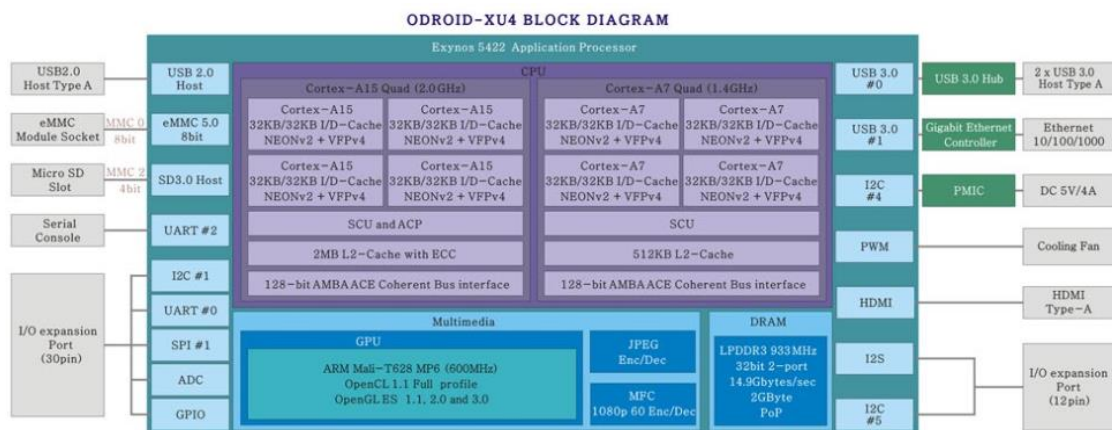 ODROID-XU4 BLOCK DIAGRAM
Exynos 5422 Application Processor
USB2.0
Host Type A
eMMC
Module Socket
MMC 0
8bit
Micro SD
Slot
MMC 2
4bit
Serial
Console
I/O expansion
Port
(30pin)
USB 2.0
Host
eMMC 5.0
8bit
SD3.0 Host
UART #2
I2C #1
UART #0
SPI #1
ADC
GPIO
CPU
Cortex-A15 Quad (2.0GHz)
Cortex-A15
32KB/32KB I/D-Cache
NEONv2 + VFPv4
Cortex-A15
32KB/32KB I/D-Cache
NEONv2 + VFPv4
Cortex-A15
32KB/32KB I/D-Cache
NEONv2 + VFPv4
Cortex-A15
32KB/32KB I/D-Cache
NEONv2 + VFPv4
SCU and ACP
2MB L2-Cache with ECC
128-bit AMBA ACE Coherent Bus interface
Cortex-A7 Quad (1.4GHz)
Cortex-A7
32KB/32KB I/D-Cache
NEONv2 + VFPv4
Cortex-A7
32KB/32KB I/D-Cache
NEONv2 + VFPv4
Cortex-A7
32KB/32KB I/D-Cache
NEONv2 + VFPv4
Cortex-A7
32KB/32KB I/D-Cache
NEONv2 + VFPv4
SCU
512KB L2-Cache
128-bit AMBA ACE Coherent Bus interface
Multimedia
GPU
ARM Mali-T628 MP6 (600MHz)
OpenCL 1.1 Full profile
OpenGL ES 1.1, 2.0 and 3.0
JPEG
Enc/Dec
MFC
1080p 60 Enc/Dec
DRAM
LPDDR3 933MHz
32bit 2-port
14.9Gbytes/sec
2GByte
PoP
USB 3.0
#0
USB 3.0
#1
I2C
#4
PWM
HDMI
I2S
I2C
#5
USB 3.0 Hub
Gigabit Ethernet
Controller
PMIC
2 x USB 3.0
Host Type A
Ethernet
10/100/1000
DC 5V/4A
Cooling Fan
HDMI
Type-A
I/O expansion
Port
(12pin)